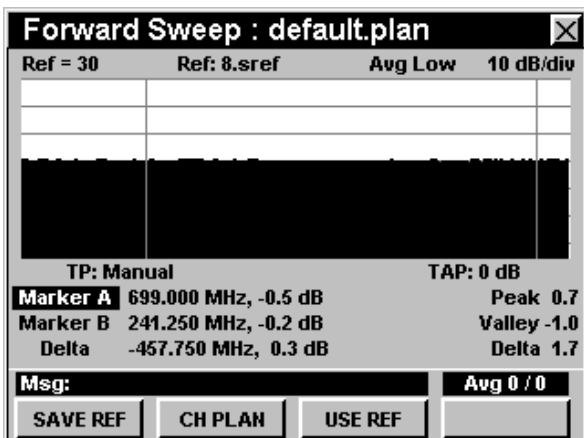 Forward Sweep : default.plan
Ref = 30 Ref: 8.sref Avg Low 10 dB/div
TP: Manual TAP: 0 dB
Marker A 699.000 MHz, -0.5 dB Peak 0.7
Marker B 241.250 MHz, -0.2 dB Valley -1.0
Delta -457.750 MHz, 0.3 dB Delta 1.7
Msg: Avg 0 / 0
SAVE REF CH PLAN USE REF